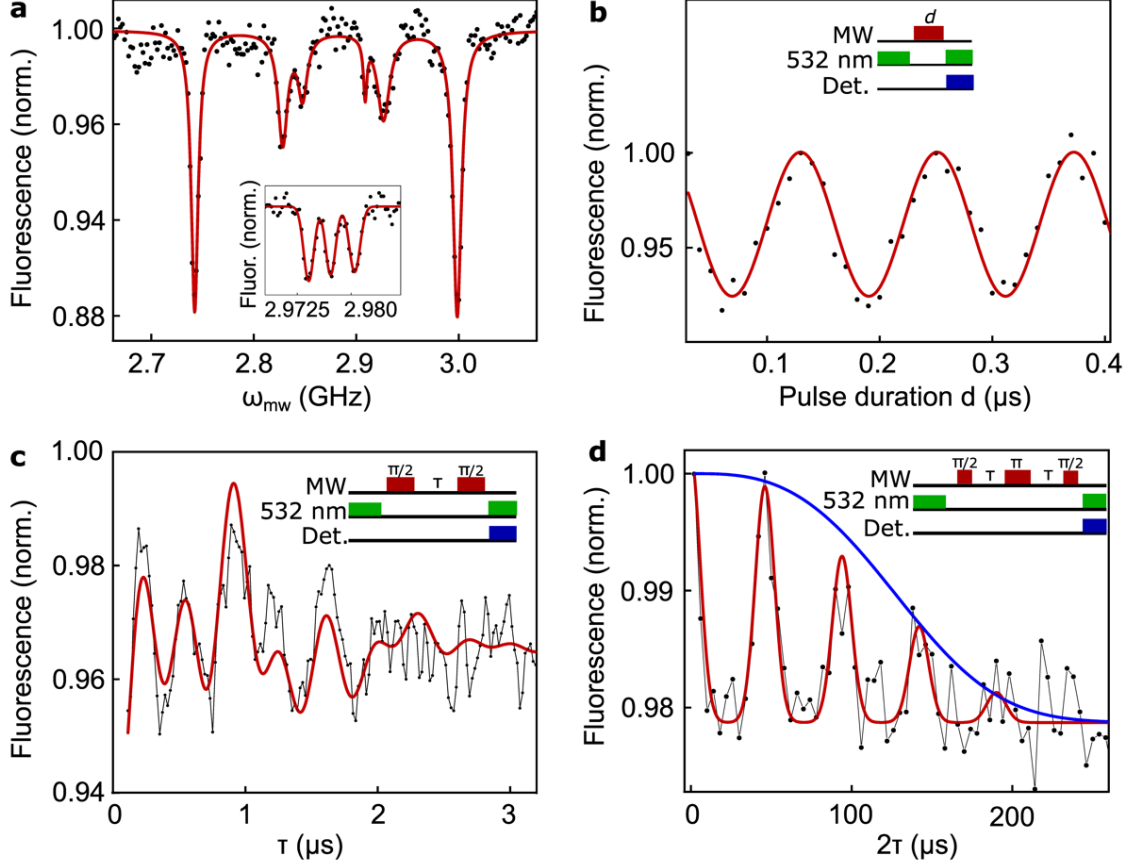 a
Fluorescence (norm.)
1.00
0.96
0.94
0.88
Fluor. (norm.)
2.9725
2.980
2.7
2.8
2.9
3.0
ω_mw (GHz)
b
d
MW
532 nm
Det.
Fluorescence (norm.)
1.00
0.95
0.1
0.2
0.3
0.4
Pulse duration d (μs)
c
π/2
π/2
MW
τ
532 nm
Det.
Fluorescence (norm.)
1.00
0.98
0.96
0.94
0
1
2
3
τ (μs)
d
π/2
π
π/2
MW
τ
τ
532 nm
Det.
Fluorescence (norm.)
1.00
0.99
0.98
0
100
200
2τ (μs)